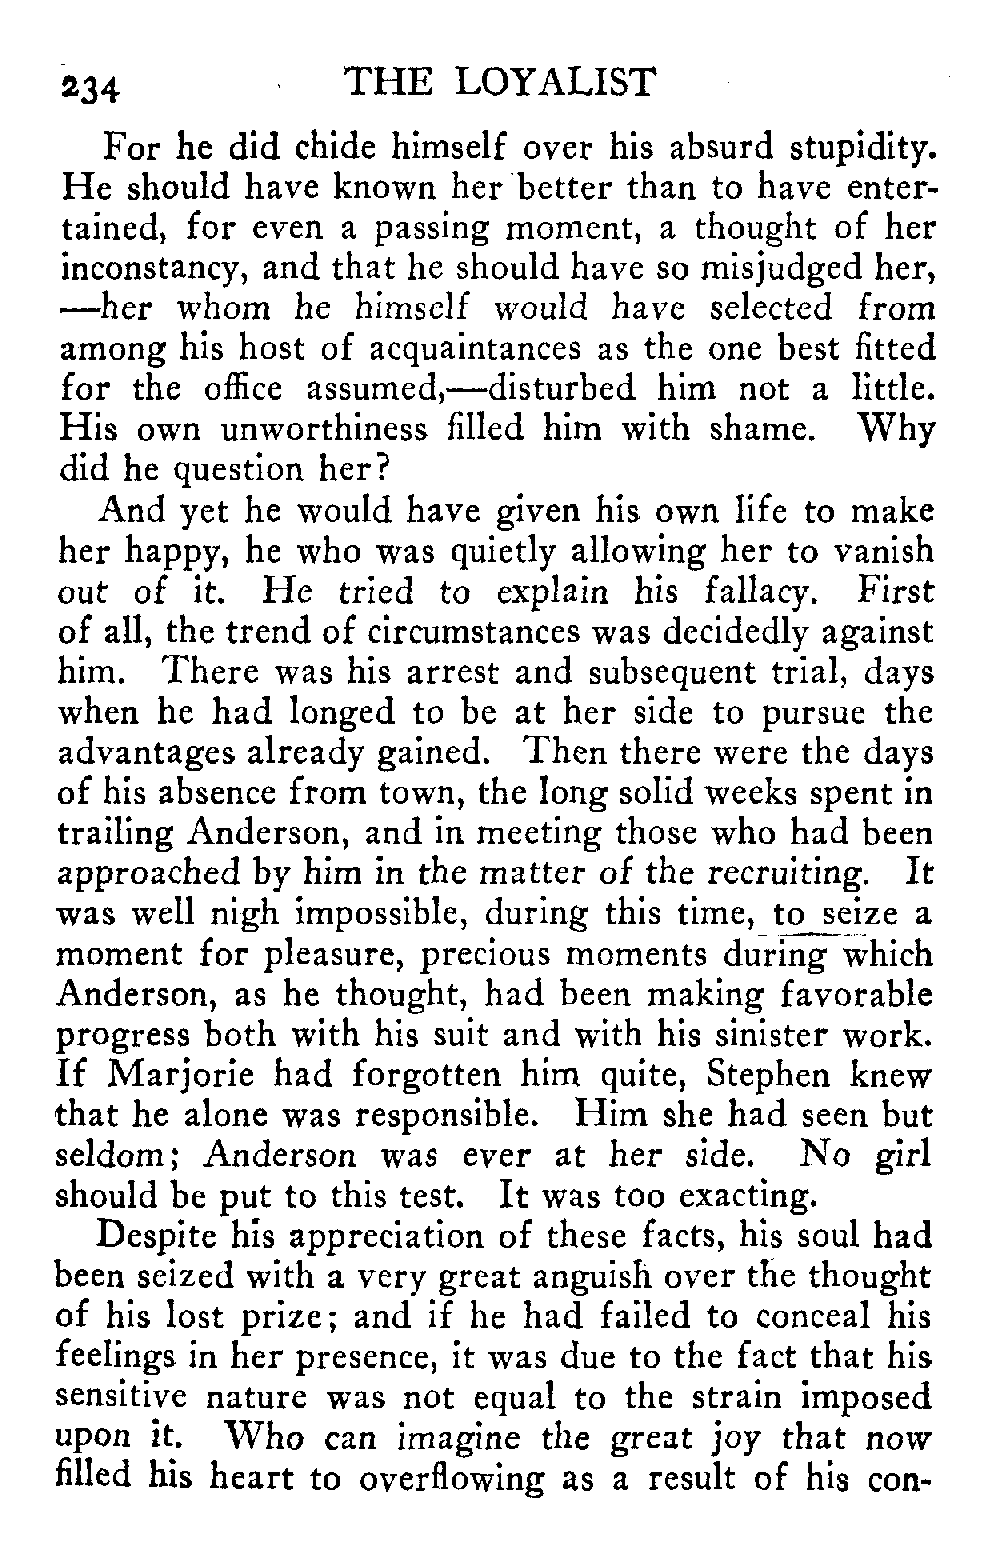 234 THE LOYALIST
For he did chide himself over his absurd stupidity.
He should have known her better than to have enter-
tained, for even a passing moment, a thought of her
inconstancy, and that he should have so misjudged her,
—her whom he himself would have selected from
among his host of acquaintances as the one best fitted
for the office assumed,—disturbed him not a little.
His own unworthiness filled him with shame. Why
did he question her?
And yet he would have given his own life to make
her happy, he who was quietly allowing her to vanish
out of it. He tried to explain his fallacy. First
of all, the trend of circumstances was decidedly against
him. There was his arrest and subsequent trial, days
when he had longed to be at her side to pursue the
advantages already gained. Then there were the days
of his absence from town, the long solid weeks spent in
trailing Anderson, and in meeting those who had been
approached by him in the matter of the recruiting. It
was well nigh impossible, during this time, to seize a
moment for pleasure, precious moments during which
Anderson, as he thought, had been making favorable
progress both with his suit and with his sinister work.
If Marjorie had forgotten him quite, Stephen knew
that he alone was responsible. Him she had seen but
seldom; Anderson was ever at her side. No girl
should be put to this test. It was too exacting.
Despite his appreciation of these facts, his soul had
been seized with a very great anguish over the thought
of his lost prize; and if he had failed to conceal his
feelings in her presence, it was due to the fact that his
sensitive nature was not equal to the strain imposed
upon it. Who can imagine the great joy that now
filled his heart to overflowing as a result of his con-